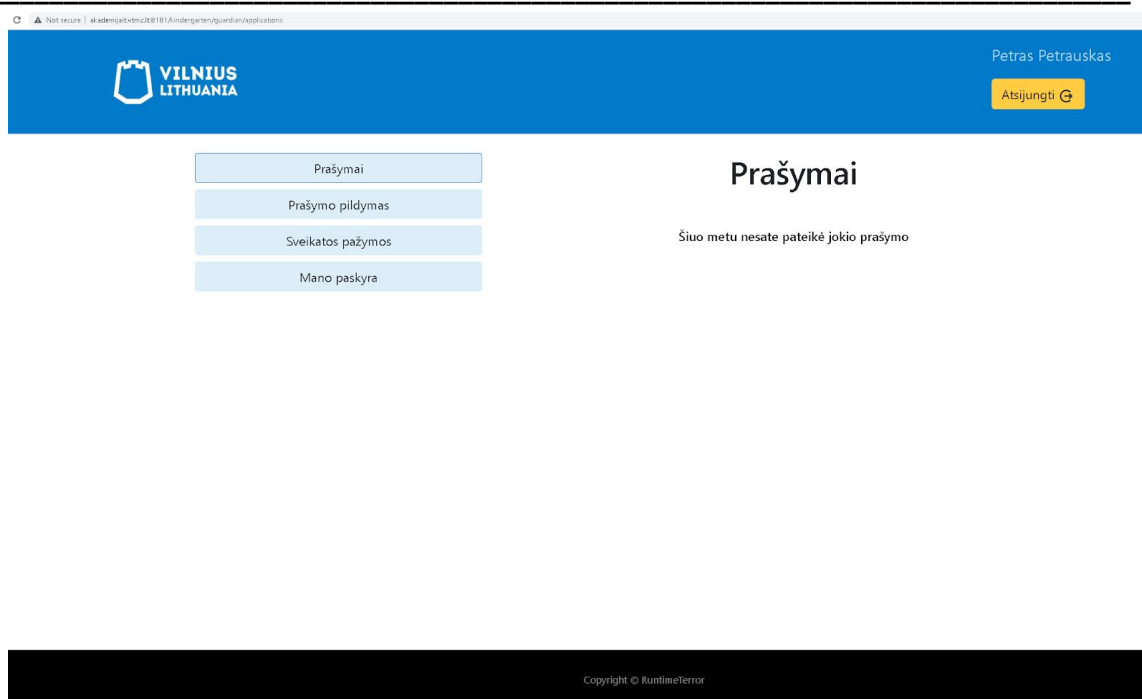 Not secure | akademijait.vtmc.lt:8181/kindergarten/guardian/applications
VILNIUS
LITHUANIA
Petras Petrauskas
Atsijungti
Prašymai
Prašymo pildymas
Sveikatos pažymos
Mano paskyra
Prašymai
Šiuo metu nesate pateikė jokio prašymo
Copyright © RuntimeTerror